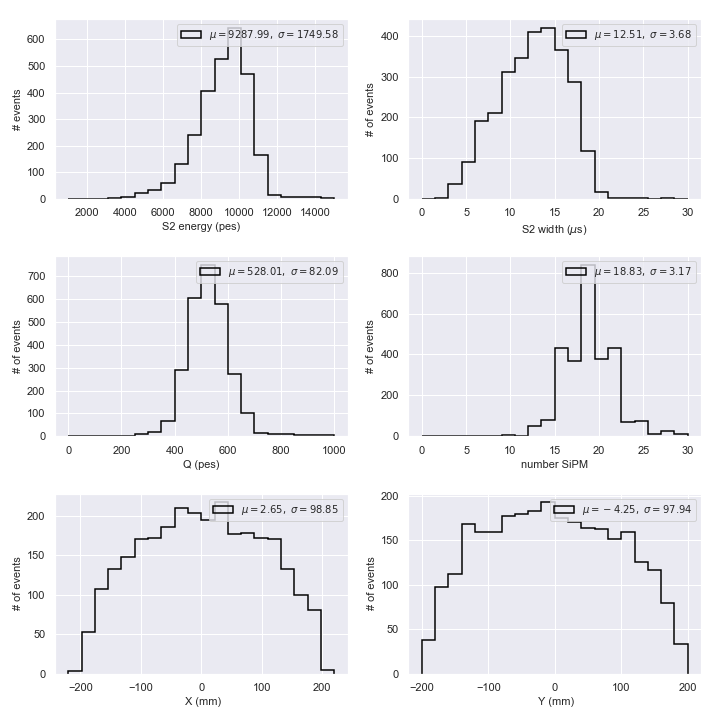 μ = 9287.99, σ = 1749.58
# events
600
500
400
300
200
100
0
2000 4000 6000 8000 10000 12000 14000
S2 energy (pes)
μ = 12.51, σ = 3.68
# of events
400
300
200
100
0
0 5 10 15 20 25 30
S2 width (μs)
μ = 528.01, σ = 82.09
# of events
700
600
500
400
300
200
100
0
0 200 400 600 800 1000
Q (pes)
μ = 18.83, σ = 3.17
# of events
800
600
400
200
0
0 5 10 15 20 25 30
number SiPM
μ = 2.65, σ = 98.85
# of events
200
150
100
50
0
−200 −100 0 100 200
X (mm)
μ = −4.25, σ = 97.94
# of events
200
150
100
50
0
−200 −100 0 100 200
Y (mm)